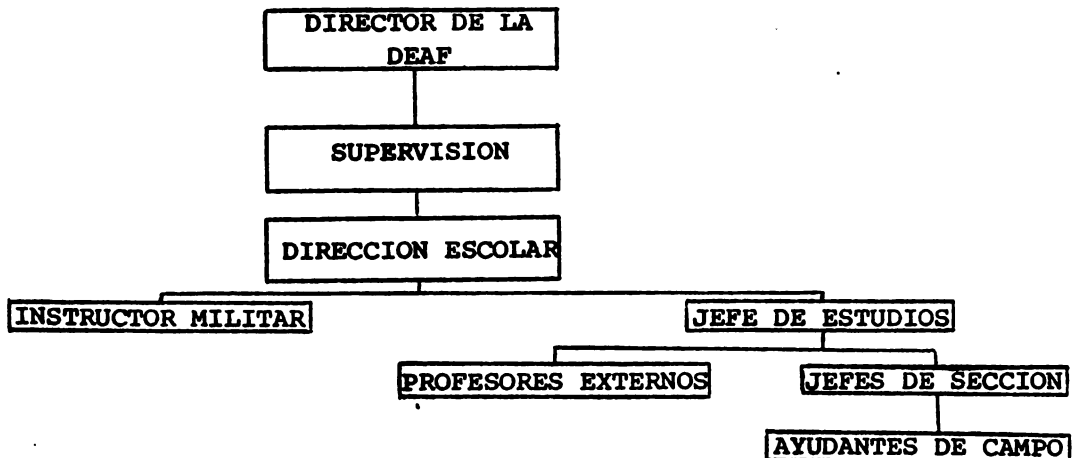 DIRECTOR DE LA
DEAF
SUPERVISION
DIRECCION ESCOLAR
INSTRUCTOR MILITAR
JEFE DE ESTUDIOS
PROFESORES EXTERNOS
JEFES DE SECCION
AYUDANTES DE CAMPO